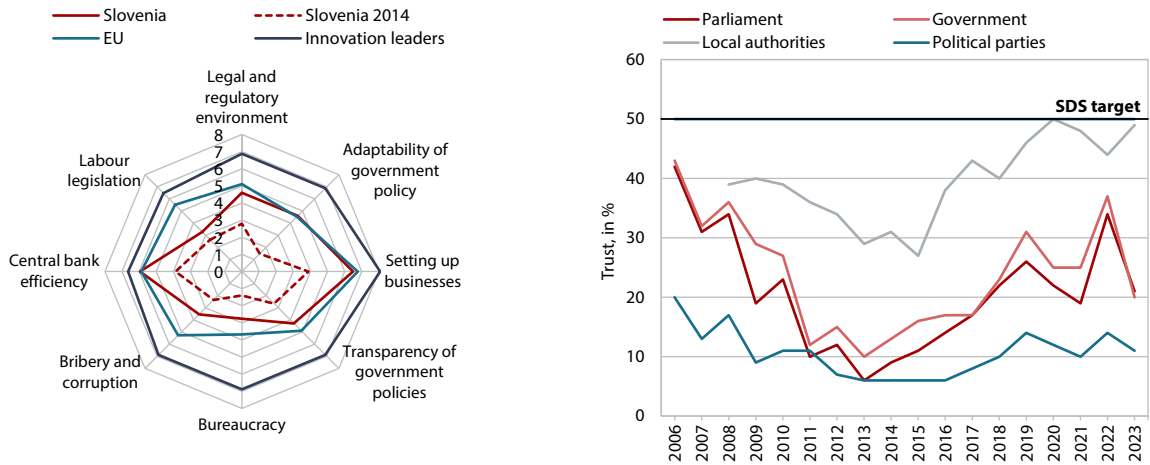 Slovenia
Slovenia 2014
EU
Innovation leaders
Legal and
regulatory
environment
Adaptability of
government
policy
Setting up
businesses
Transparency of
government
policies
Bureaucracy
Bribery and
corruption
Central bank
efficiency
Labour
legislation
8
7
6
5
4
3
2
1
0
Parliament
Government
Local authorities
Political parties
SDS target
Trust, in %
60
50
40
30
20
10
0
2006
2007
2008
2009
2010
2011
2012
2013
2014
2015
2016
2017
2018
2019
2020
2021
2022
2023